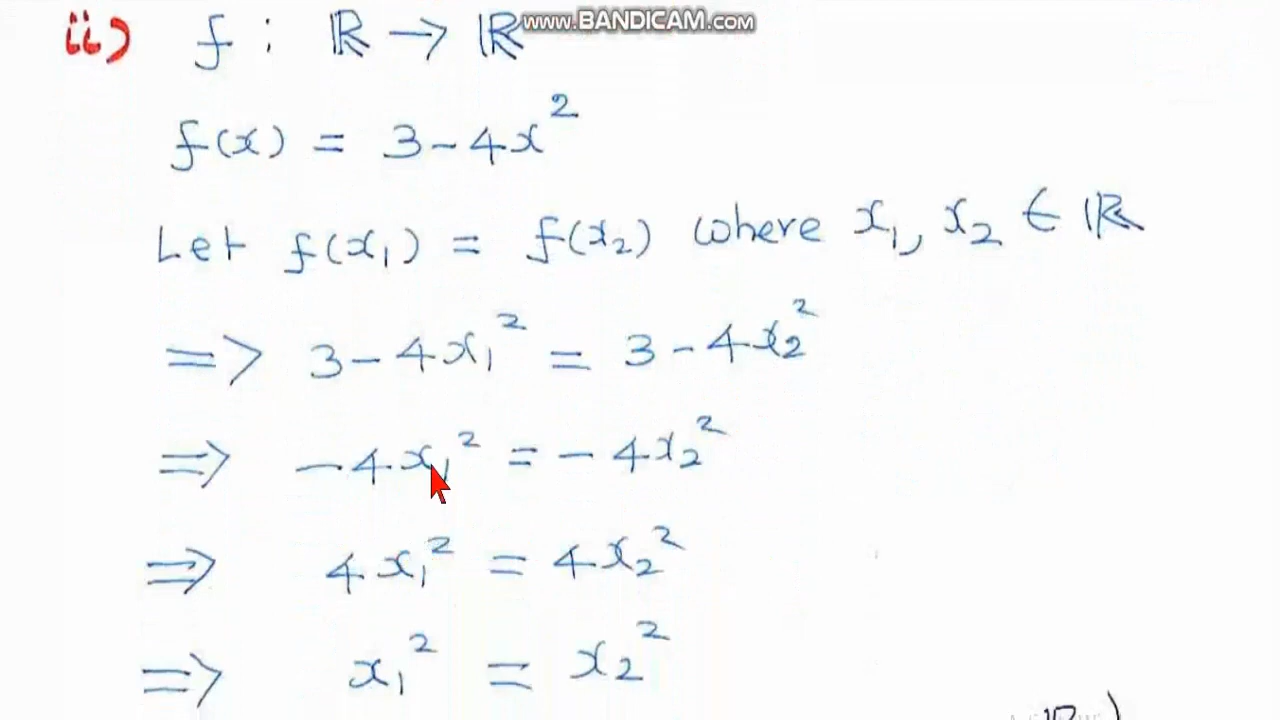 www.BANDICAM.com
ii) f : ℝ → ℝ
f(x) = 3 - 4x²
Let f(x₁) = f(x₂) where x₁, x₂ ∈ ℝ
=> 3 - 4x₁² = 3 - 4x₂²
=> -4x₁² = -4x₂²
=> 4x₁² = 4x₂²
=> x₁² = x₂²